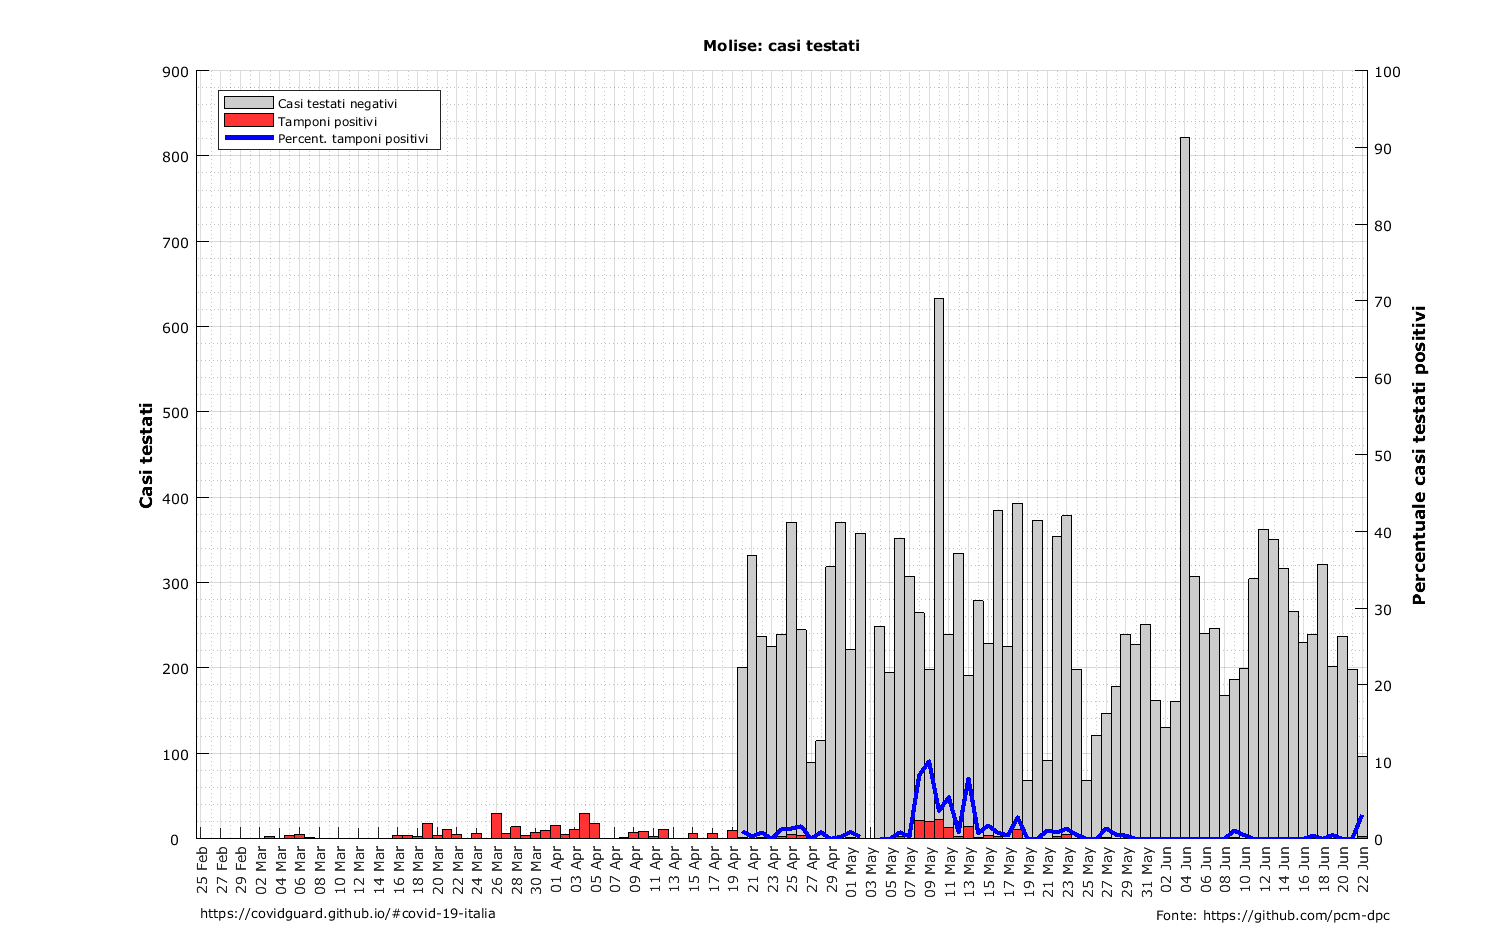 Molise: casi testati
Casi testati negativi
Tamponi positivi
Percent. tamponi positivi
Casi testati
900
800
700
600
500
400
300
200
100
0
100
90
80
70
60
50
40
30
20
10
0
Percentuale casi testati positivi
25 Feb
27 Feb
29 Feb
02 Mar
04 Mar
06 Mar
08 Mar
10 Mar
12 Mar
14 Mar
16 Mar
18 Mar
20 Mar
22 Mar
24 Mar
26 Mar
28 Mar
30 Mar
01 Apr
03 Apr
05 Apr
07 Apr
09 Apr
11 Apr
13 Apr
15 Apr
17 Apr
19 Apr
21 Apr
23 Apr
25 Apr
27 Apr
29 Apr
01 May
03 May
05 May
07 May
09 May
11 May
13 May
15 May
17 May
19 May
21 May
23 May
25 May
27 May
29 May
31 May
02 Jun
04 Jun
06 Jun
08 Jun
10 Jun
12 Jun
14 Jun
16 Jun
18 Jun
20 Jun
22 Jun
https://covidguard.github.io/#covid-19-italia
Fonte: https://github.com/pcm-dpc